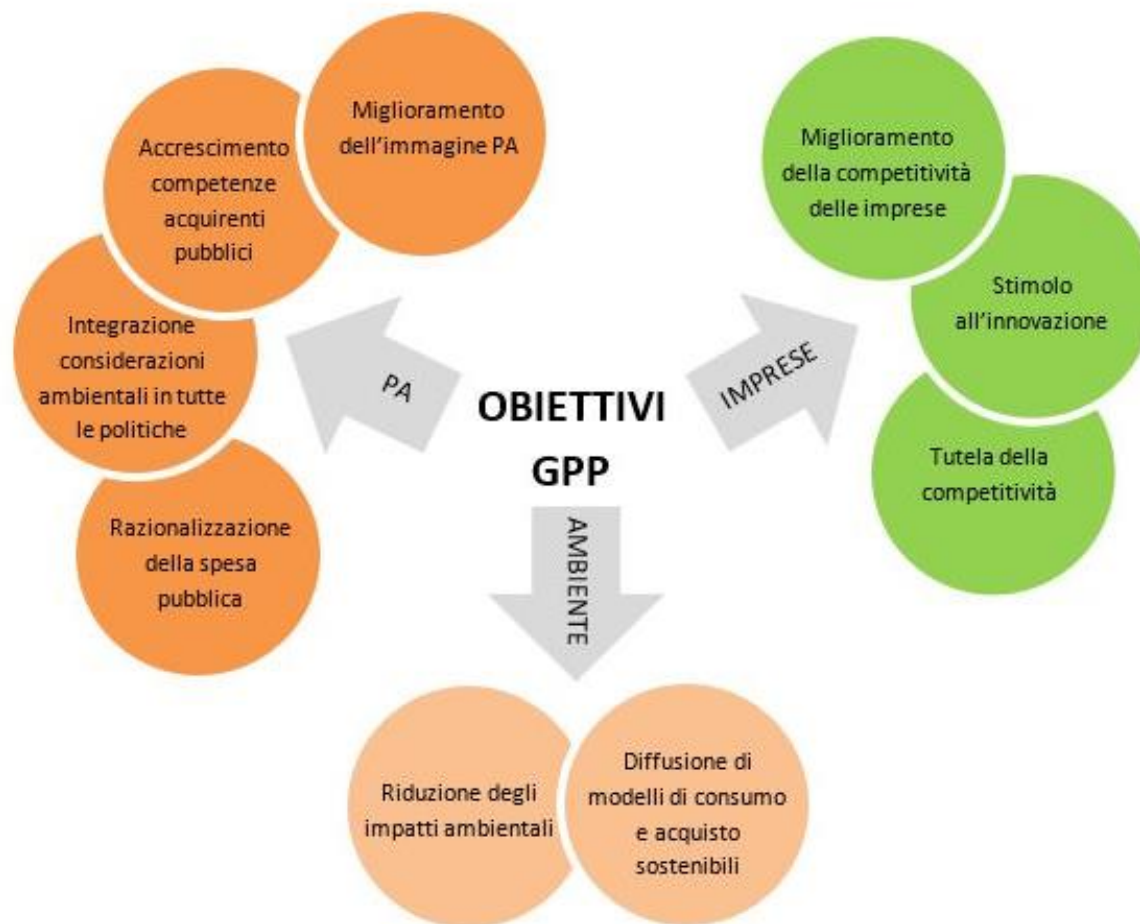 Miglioramento
dell'immagine PA
Accrescimento
competenze
acquirenti
pubblici
Integrazione
considerazioni
ambientali in tutte
le politiche
Razionalizzazione
della spesa
pubblica
PA
OBIETTIVI
GPP
IMPRESE
AMBIENTE
Miglioramento
della competitività
delle imprese
Stimolo
all'innovazione
Tutela della
competitività
Riduzione degli
impatti ambientali
Diffusione di
modelli di consumo
e acquisto
sostenibili